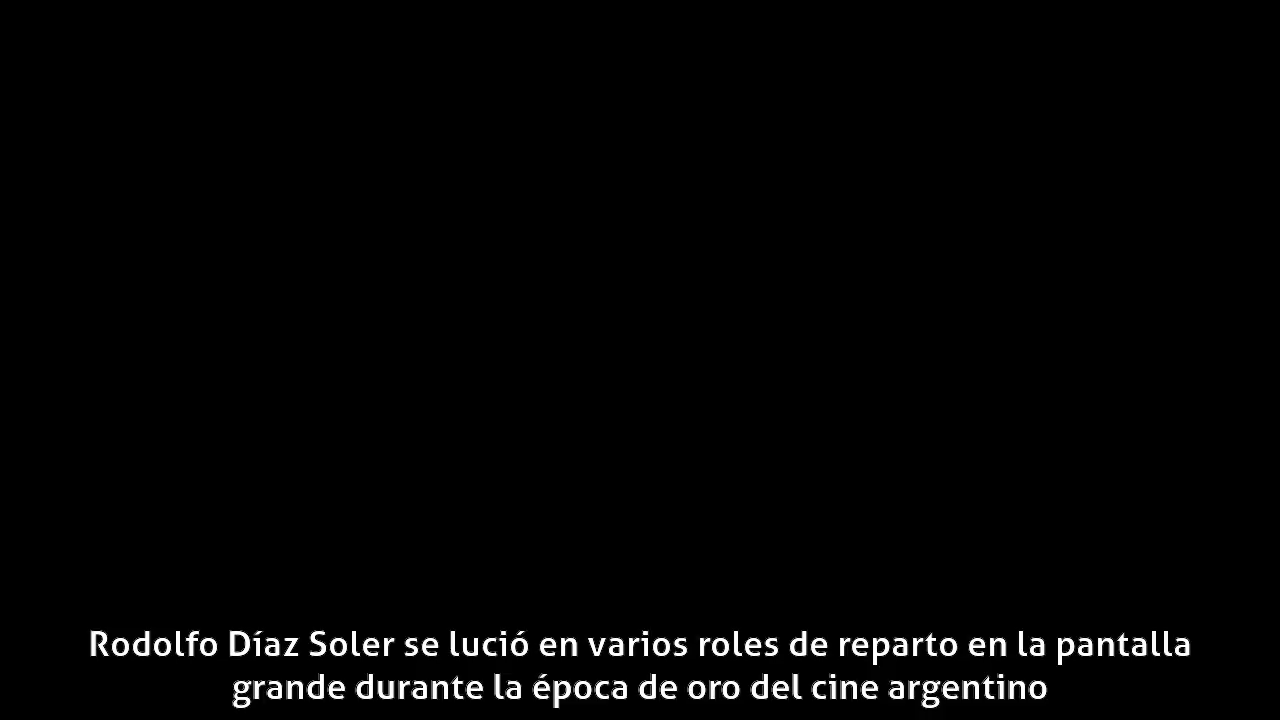 Rodolfo Díaz Soler se lució en varios roles de reparto en la pantalla
grande durante la época de oro del cine argentino